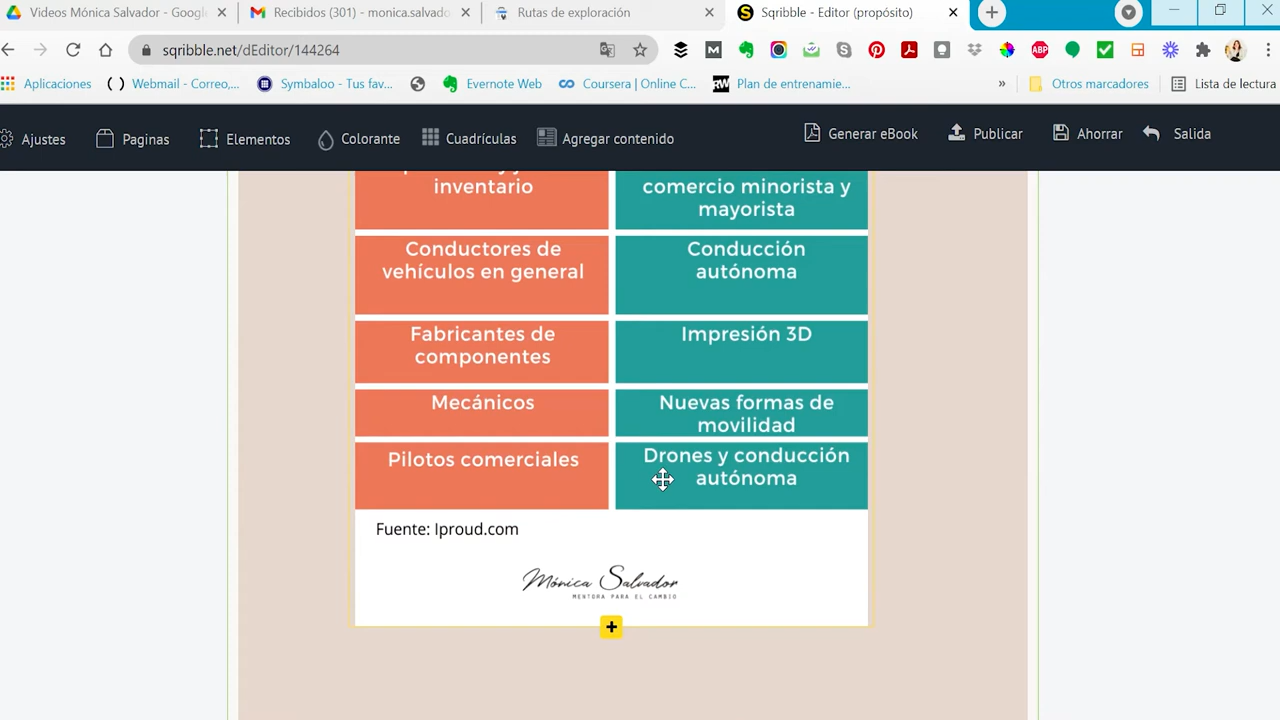 Videos Mónica Salvador - Google
Recibidos (301) - monica.salvado
Rutas de exploración
Sqribble - Editor (propósito)
sqribble.net/dEditor/144264
Aplicaciones
Webmail - Correo,...
Symbaloo - Tus fav...
Evernote Web
Coursera | Online C...
Plan de entrenamie...
»
Otros marcadores
Lista de lectura
Ajustes
Paginas
Elementos
Colorante
Cuadrículas
Agregar contenido
Generar eBook
Publicar
Ahorrar
Salida
inventario
comercio minorista y
mayorista
Conductores de
vehículos en general
Conducción
autónoma
Fabricantes de
componentes
Impresión 3D
Mecánicos
Nuevas formas de
movilidad
Pilotos comerciales
Drones y conducción
autónoma
Fuente: Iproud.com
Mónica Salvador
MENTORA PARA EL CAMBIO